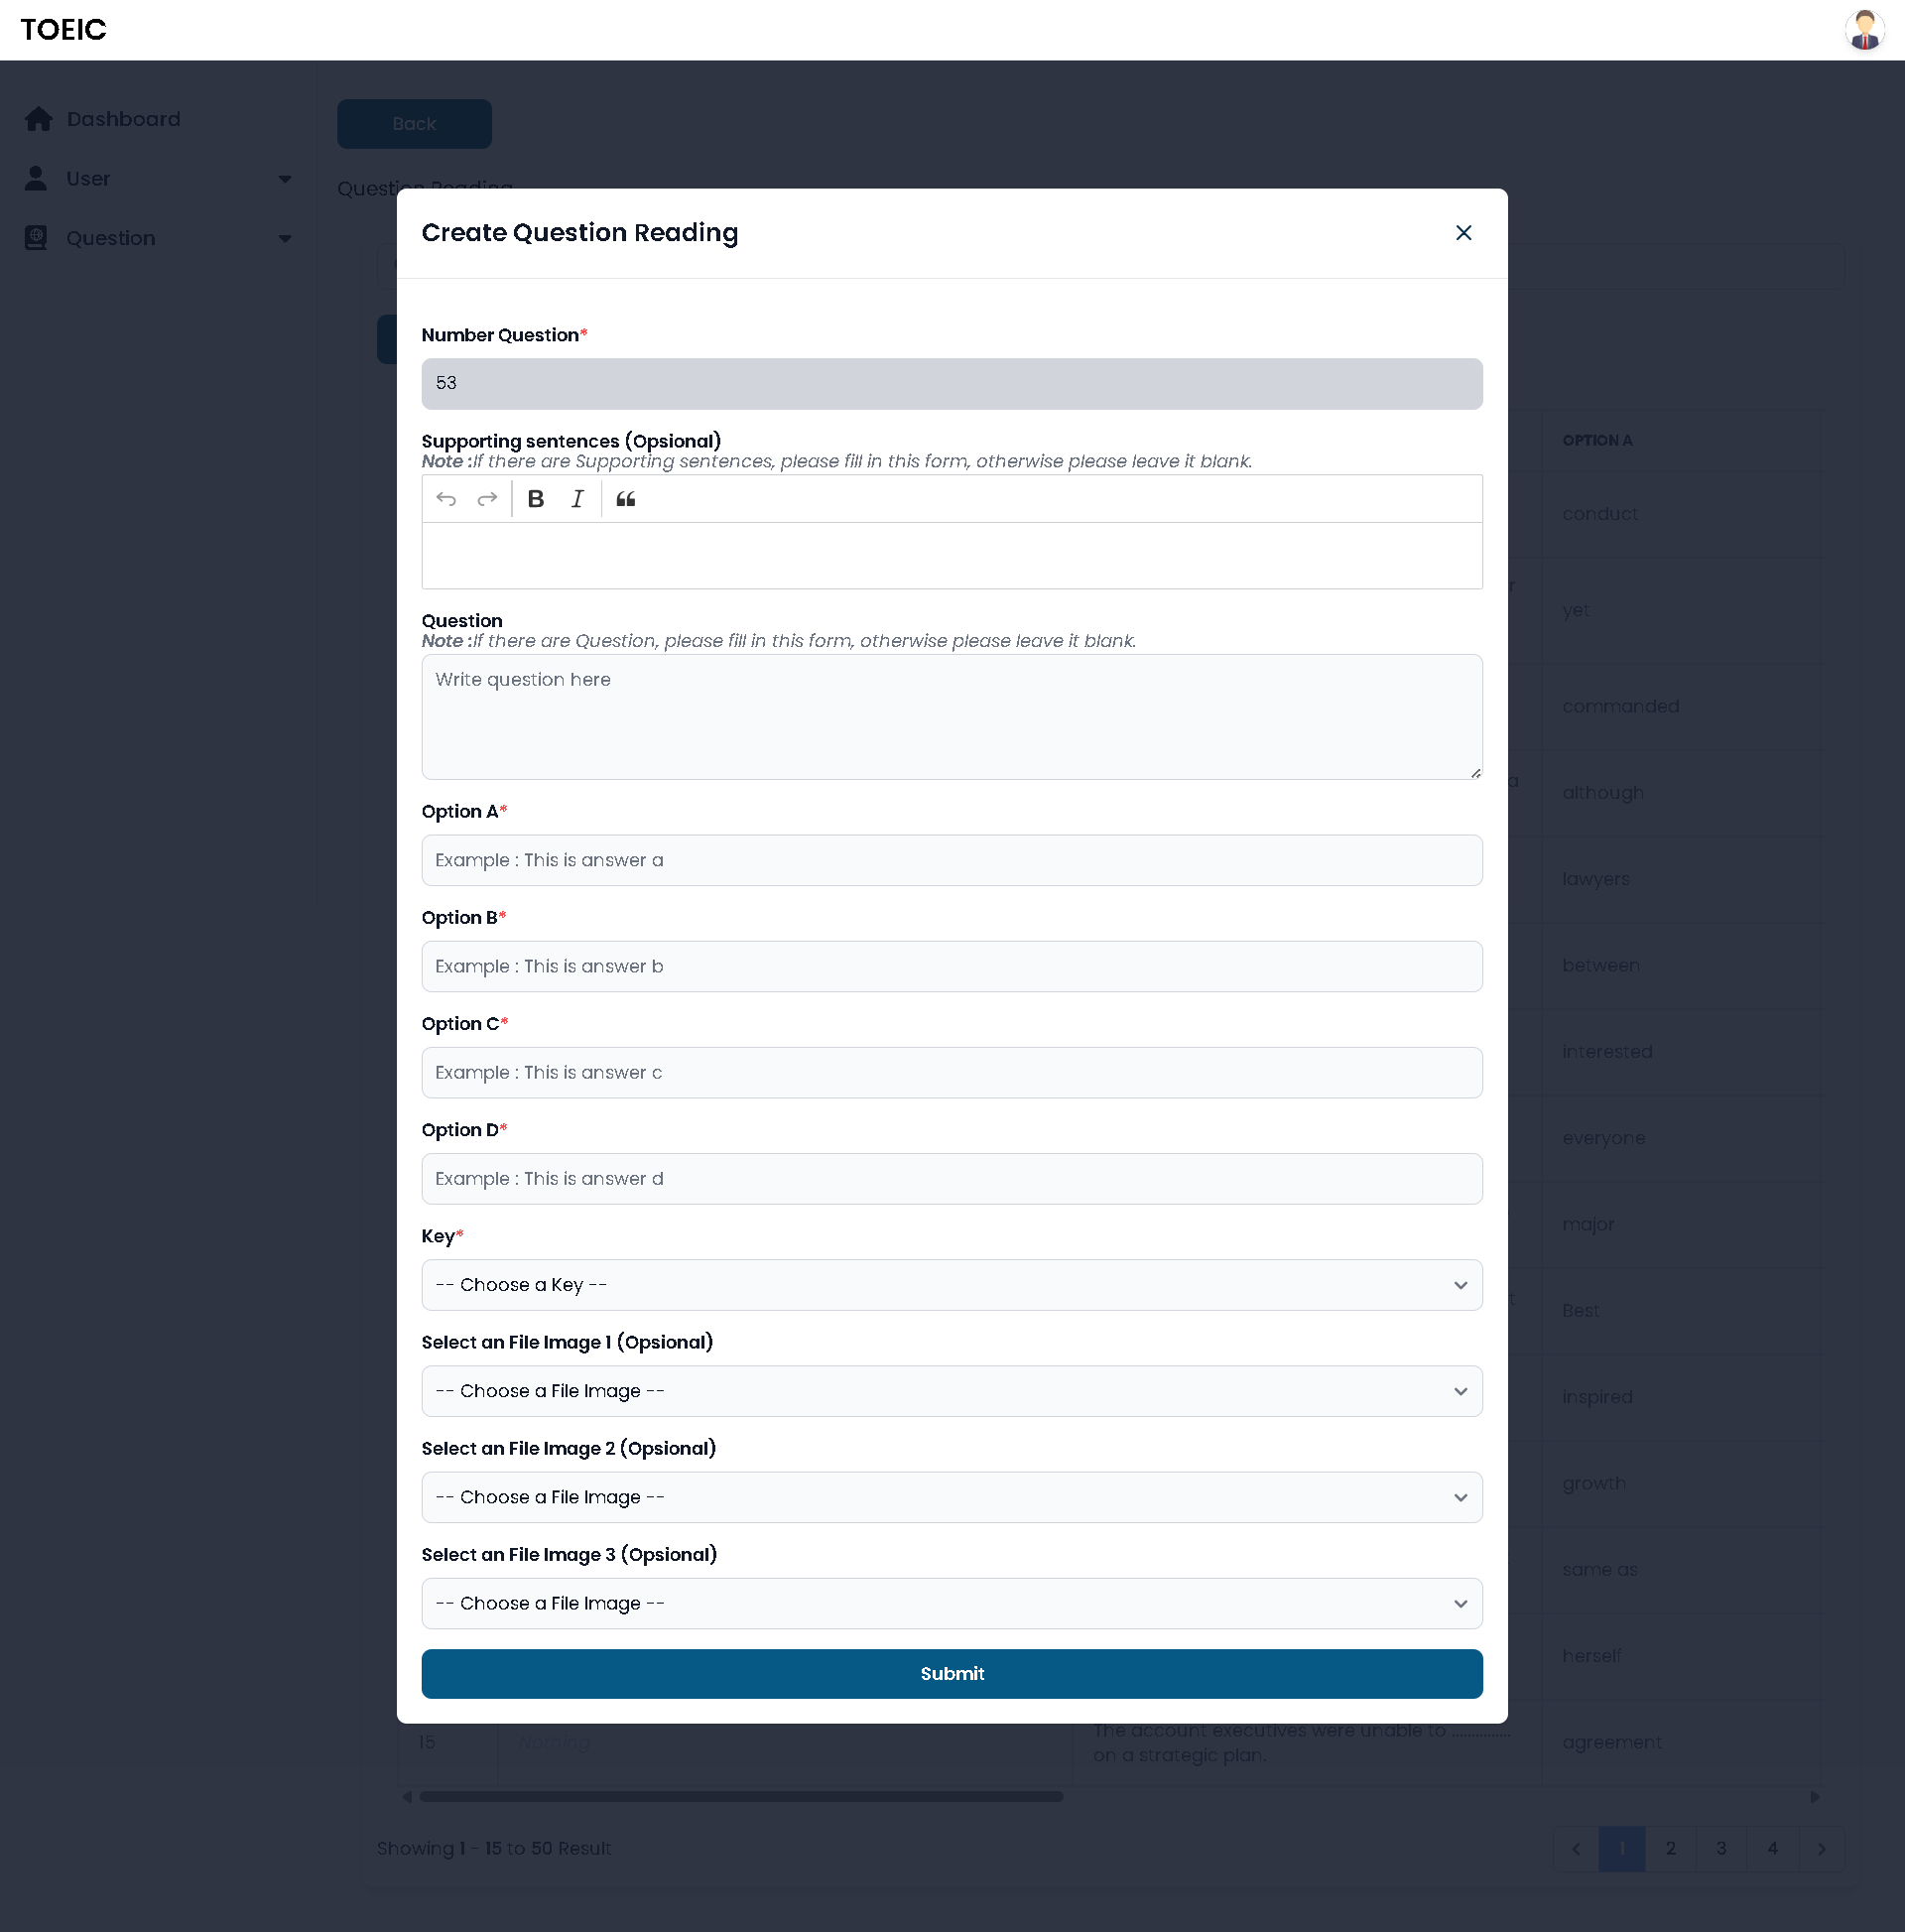 TOEIC
Dashboard
User
Question
Back
Question Reading
Create Question Reading
Number Question*
53
Supporting sentences (Opsional)
Note :If there are Supporting sentences, please fill in this form, otherwise please leave it blank.
B I
Question
Note :If there are Question, please fill in this form, otherwise please leave it blank.
Write question here
Option A*
Example : This is answer a
Option B*
Example : This is answer b
Option C*
Example : This is answer c
Option D*
Example : This is answer d
Key*
-- Choose a Key --
Select an File Image 1 (Opsional)
-- Choose a File Image --
Select an File Image 2 (Opsional)
-- Choose a File Image --
Select an File Image 3 (Opsional)
-- Choose a File Image --
Submit
OPTION A
conduct
yet
commanded
although
lawyers
between
interested
everyone
major
Best
inspired
growth
same as
herself
15
Nothing
The account executives were unable to ..............
on a strategic plan.
agreement
Showing 1 - 15 to 50 Result
1 2 3 4